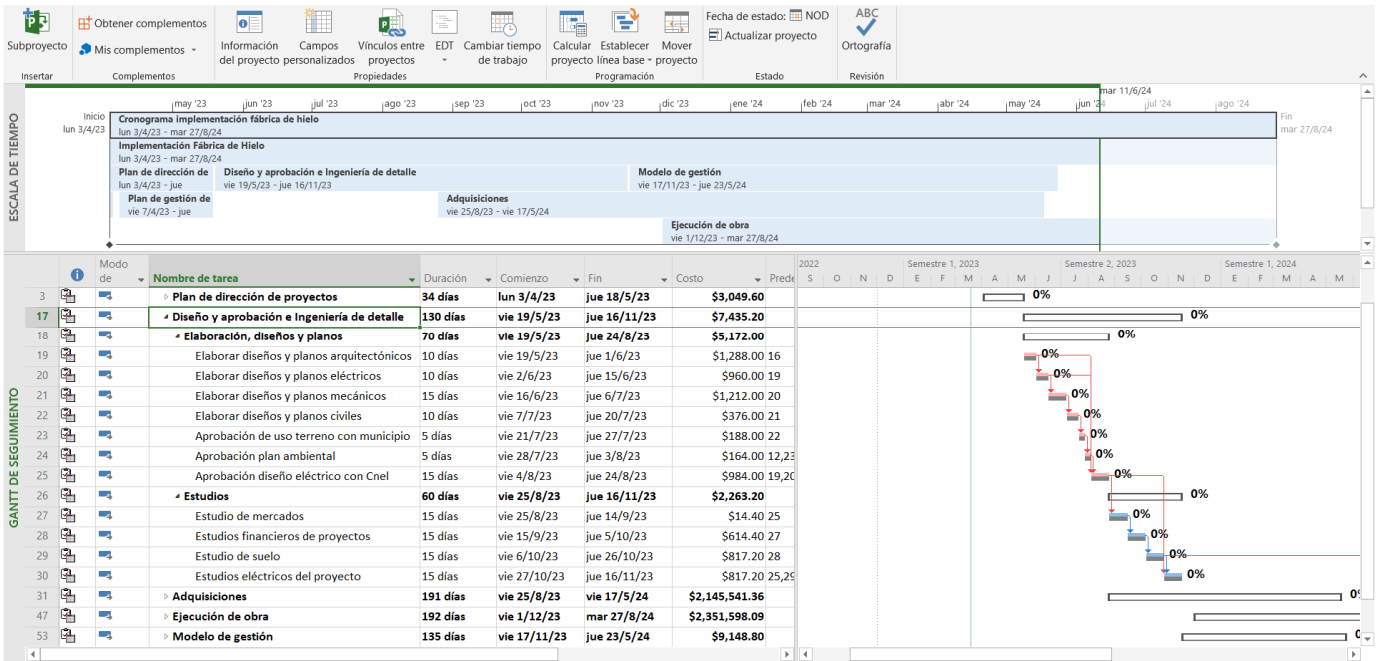 Subproyecto
Insertar
Obtener complementos
Mis complementos
Complementos
Información del proyecto
Campos personalizados
Vínculos entre proyectos
EDT
Cambiar tiempo de trabajo
Propiedades
Calcular proyecto
Establecer línea base
Mover proyecto
Programación
Fecha de estado: NOD
Actualizar proyecto
Estado
ABC
Ortografía
Revisión
ESCALA DE TIEMPO
mar 11/6/24
may '23 jun '23 jul '23 ago '23 sep '23 oct '23 nov '23 dic '23 ene '24 feb '24 mar '24 abr '24 may '24 jun '24 jul '24 ago '24
Inicio
lun 3/4/23
Cronograma implementación fábrica de hielo
lun 3/4/23 - mar 27/8/24
Fin
mar 27/8/24
Implementación Fábrica de Hielo
lun 3/4/23 - mar 27/8/24
Plan de dirección de
lun 3/4/23 - jue
Diseño y aprobación e Ingeniería de detalle
vie 19/5/23 - jue 16/11/23
Modelo de gestión
vie 17/11/23 - jue 23/5/24
Plan de gestión de
vie 7/4/23 - jue
Adquisiciones
vie 25/8/23 - vie 17/5/24
Ejecución de obra
vie 1/12/23 - mar 27/8/24
GANTT DE SEGUIMIENTO
Modo de Nombre de tarea Duración Comienzo Fin Costo Prede
2022 Semestre 1, 2023 Semestre 2, 2023 Semestre 1, 2024
S O N D E F M A M J J A S O N D E F M A M
3 Plan de dirección de proyectos 34 días lun 3/4/23 jue 18/5/23 $3,049.60 0%
17 Diseño y aprobación e Ingeniería de detalle 130 días vie 19/5/23 jue 16/11/23 $7,435.20 0%
18 Elaboración, diseños y planos 70 días vie 19/5/23 jue 24/8/23 $5,172.00 0%
19 Elaborar diseños y planos arquitectónicos 10 días vie 19/5/23 jue 1/6/23 $1,288.00 16 0%
20 Elaborar diseños y planos eléctricos 10 días vie 2/6/23 jue 15/6/23 $960.00 19 0%
21 Elaborar diseños y planos mecánicos 15 días vie 16/6/23 jue 6/7/23 $1,212.00 20 0%
22 Elaborar diseños y planos civiles 10 días vie 7/7/23 jue 20/7/23 $376.00 21 0%
23 Aprobación de uso terreno con municipio 5 días vie 21/7/23 jue 27/7/23 $188.00 22 0%
24 Aprobación plan ambiental 5 días vie 28/7/23 jue 3/8/23 $164.00 12,23 0%
25 Aprobación diseño eléctrico con Cnel 15 días vie 4/8/23 jue 24/8/23 $984.00 19,20 0%
26 Estudios 60 días vie 25/8/23 jue 16/11/23 $2,263.20 0%
27 Estudio de mercados 15 días vie 25/8/23 jue 14/9/23 $14.40 25 0%
28 Estudios financieros de proyectos 15 días vie 15/9/23 jue 5/10/23 $614.40 27 0%
29 Estudio de suelo 15 días vie 6/10/23 jue 26/10/23 $817.20 28 0%
30 Estudios eléctricos del proyecto 15 días vie 27/10/23 jue 16/11/23 $817.20 25,29 0%
31 Adquisiciones 191 días vie 25/8/23 vie 17/5/24 $2,145,541.36
47 Ejecución de obra 192 días vie 1/12/23 mar 27/8/24 $2,351,598.09
53 Modelo de gestión 135 días vie 17/11/23 jue 23/5/24 $9,148.80